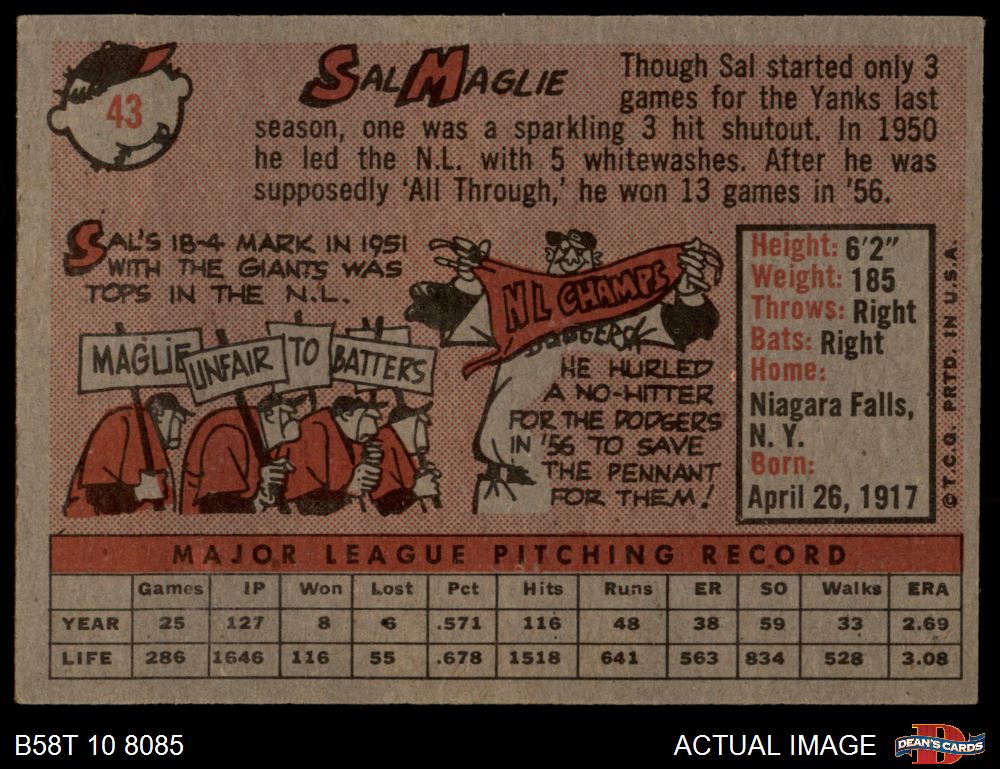 43
SAL MAGLIE
Though Sal started only 3
games for the Yanks last
season, one was a sparkling 3 hit shutout. In 1950
he led the N.L. with 5 whitewashes. After he was
supposedly ‘All Through,’ he won 13 games in ’56.
SAL'S 18-4 MARK IN 1951
WITH THE GIANTS WAS
TOPS IN THE N.L.
MAGLIE UNFAIR TO BATTERS
NL CHAMPS
DODGERS
HE HURLED
A NO-HITTER
FOR THE DODGERS
IN '56 TO SAVE
THE PENNANT
FOR THEM!
Height: 6'2"
Weight: 185
Throws: Right
Bats: Right
Home:
Niagara Falls,
N. Y.
Born:
April 26, 1917
© T.C.G. PRTD. IN U.S.A.
MAJOR LEAGUE PITCHING RECORD
Games IP Won Lost Pct Hits Runs ER SO Walks ERA
YEAR 25 127 8 6 .571 116 48 38 59 33 2.69
LIFE 286 1646 116 55 .678 1518 641 563 834 528 3.08
B58T 10 8085
ACTUAL IMAGE
D
DEAN'S CARDS